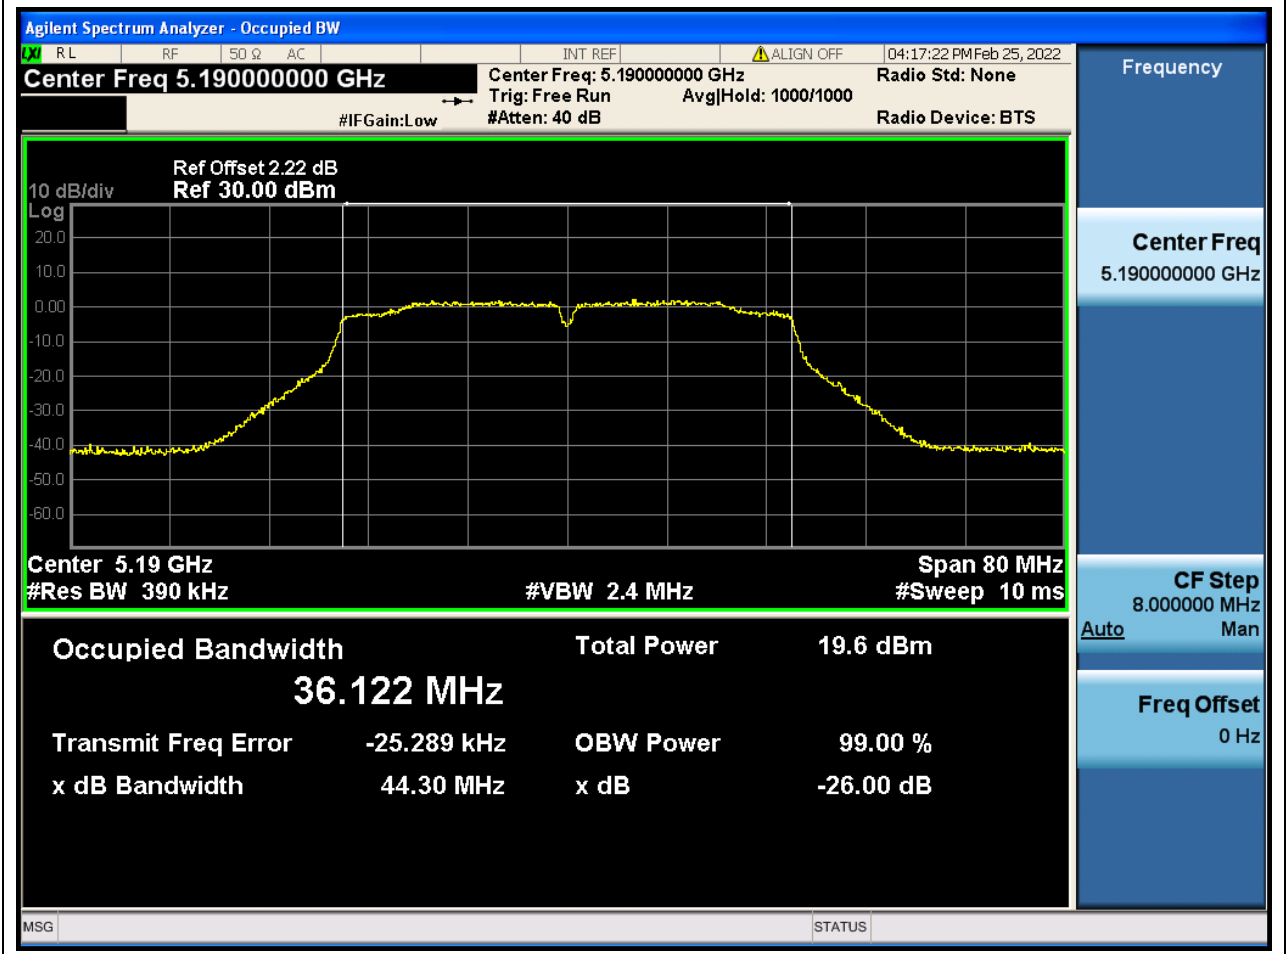 Agilent Spectrum Analyzer - Occupied BW
LXI RL RF 50 Ω AC INT REF ALIGN OFF 04:17:22 PM Feb 25, 2022
Center Freq 5.190000000 GHz
Center Freq: 5.190000000 GHz
Radio Std: None
Trig: Free Run Avg|Hold: 1000/1000
#IFGain:Low
#Atten: 40 dB
Radio Device: BTS
Ref Offset 2.22 dB
10 dB/div Ref 30.00 dBm
Log
20.0
10.0
0.00
-10.0
-20.0
-30.0
-40.0
-50.0
-60.0
Center 5.19 GHz Span 80 MHz
#Res BW 390 kHz #VBW 2.4 MHz #Sweep 10 ms
Occupied Bandwidth Total Power 19.6 dBm
36.122 MHz
Transmit Freq Error -25.289 kHz OBW Power 99.00 %
x dB Bandwidth 44.30 MHz x dB -26.00 dB
Frequency
Center Freq
5.190000000 GHz
CF Step
8.000000 MHz
Auto Man
Freq Offset
0 Hz
MSG STATUS